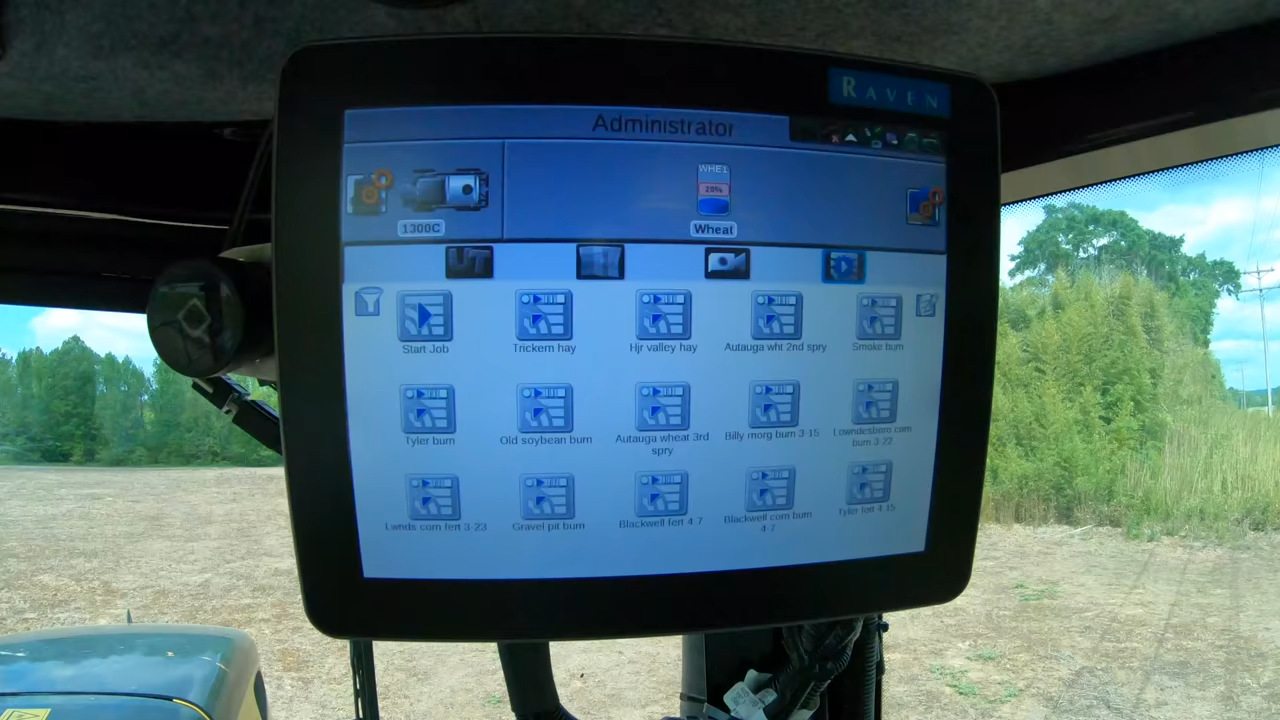 RAVEN
Administrator
WHEI
20%
1300C
Wheat
UT
Start Job
Trickem hay
Hjr valley hay
Autauga wht 2nd spry
Smoke burn
Tyler burn
Old soybean burn
Autauga wheat 3rd
spry
Billy morg burn 3-15
Lowndesboro corn
burn 3-22
Lwnds corn fert 3-23
Gravel pit burn
Blackwell fert 4-7
Blackwell corn burn
4-7
Tyler fert 4-15